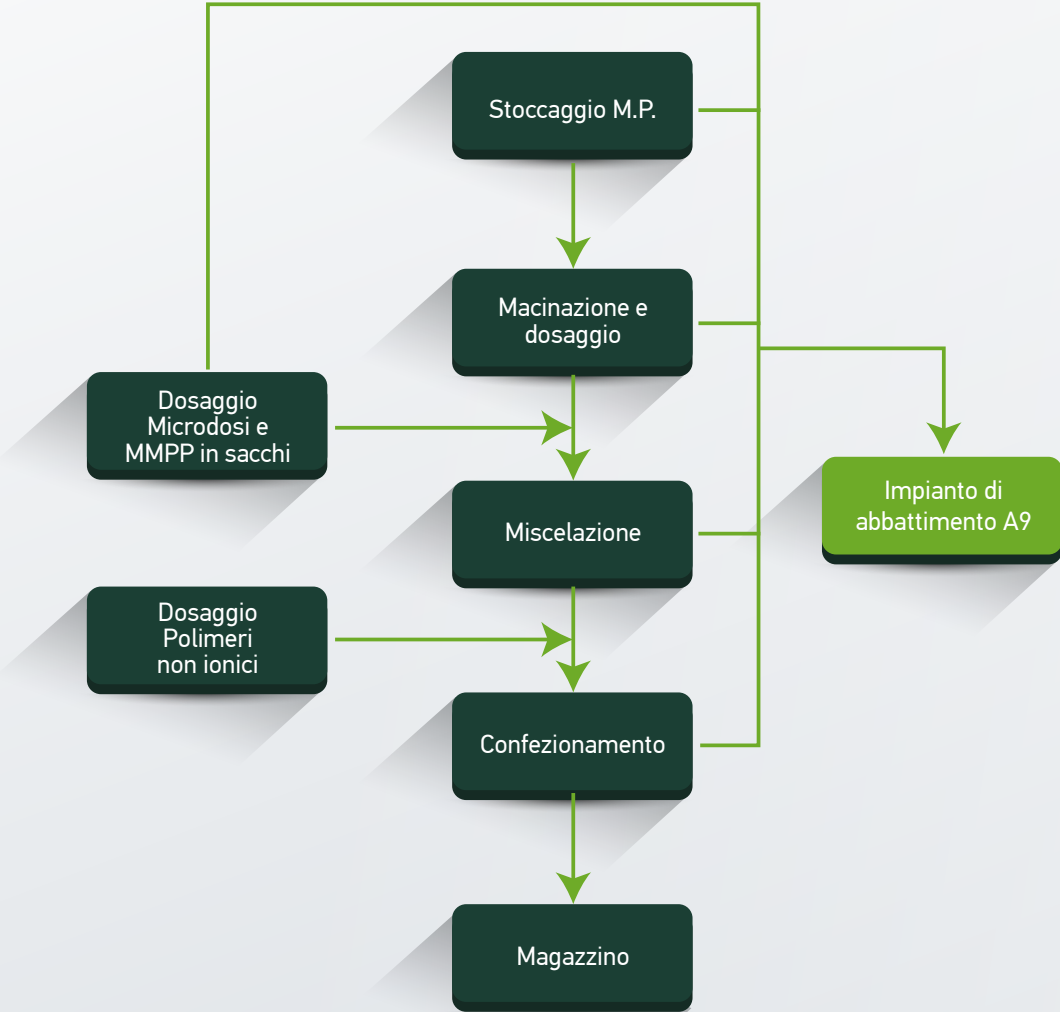 Stoccaggio M.P.
Macinazione e
dosaggio
Dosaggio
Microdosi e
MMPP in sacchi
Impianto di
abbattimento A9
Miscelazione
Dosaggio
Polimeri
non ionici
Confezionamento
Magazzino